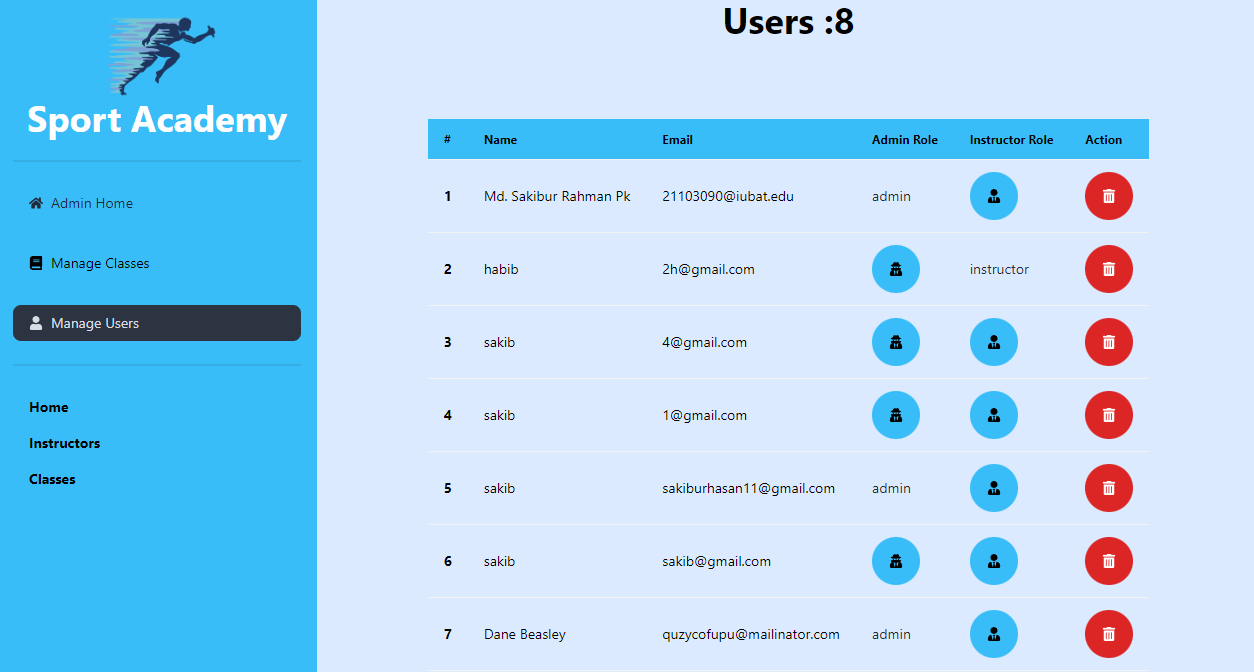 Sport Academy
Admin Home
Manage Classes
Manage Users
Home
Instructors
Classes
Users :8
# Name Email Admin Role Instructor Role Action
1 Md. Sakibur Rahman Pk 21103090@iubat.edu admin
2 habib 2h@gmail.com instructor
3 sakib 4@gmail.com
4 sakib 1@gmail.com
5 sakib sakiburhasan11@gmail.com admin
6 sakib sakib@gmail.com
7 Dane Beasley quzycofupu@mailinator.com admin